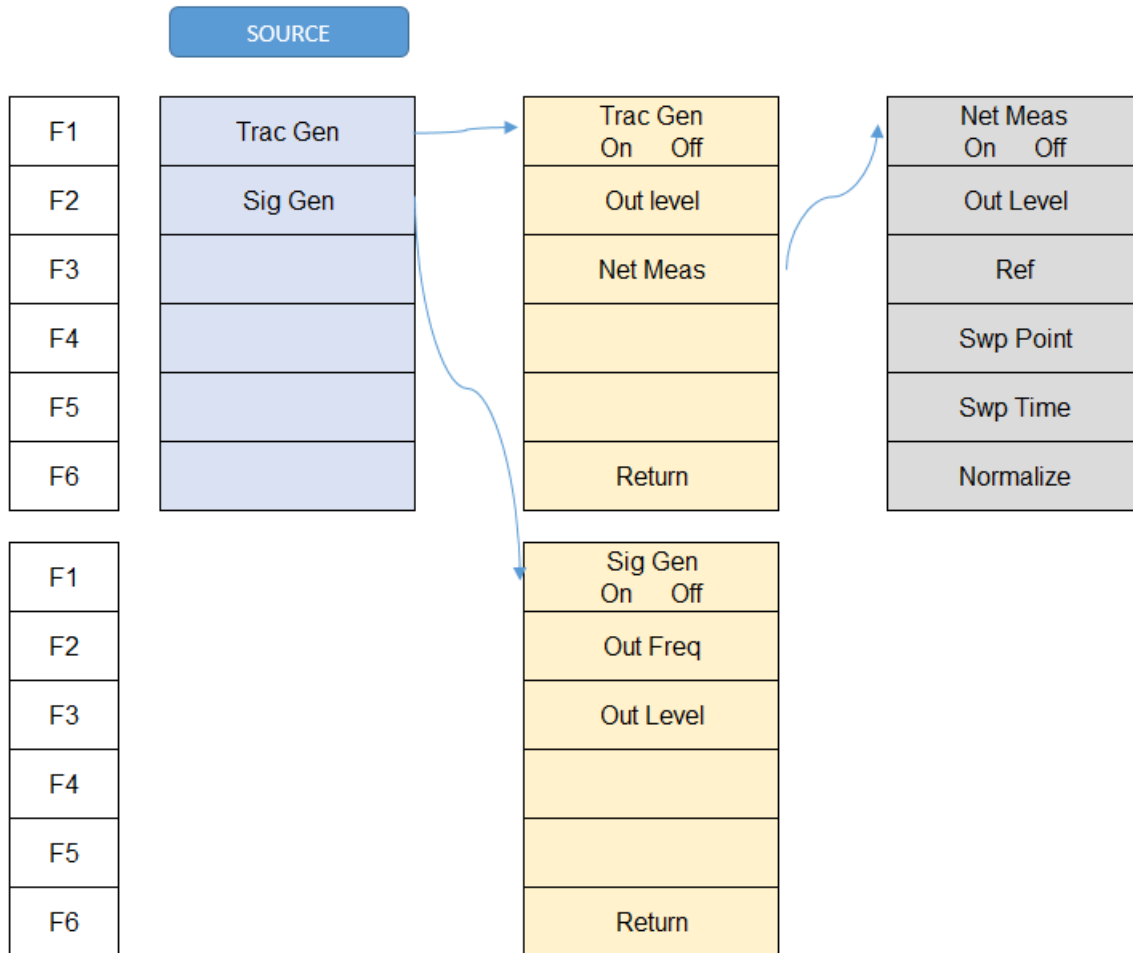 SOURCE
F1 Trac Gen Trac Gen Net Meas
On Off On Off
F2 Sig Gen Out level Out Level
F3 Net Meas Ref
F4 Swp Point
F5 Swp Time
F6 Return Normalize
F1 Sig Gen
On Off
F2 Out Freq
F3 Out Level
F4
F5
F6 Return